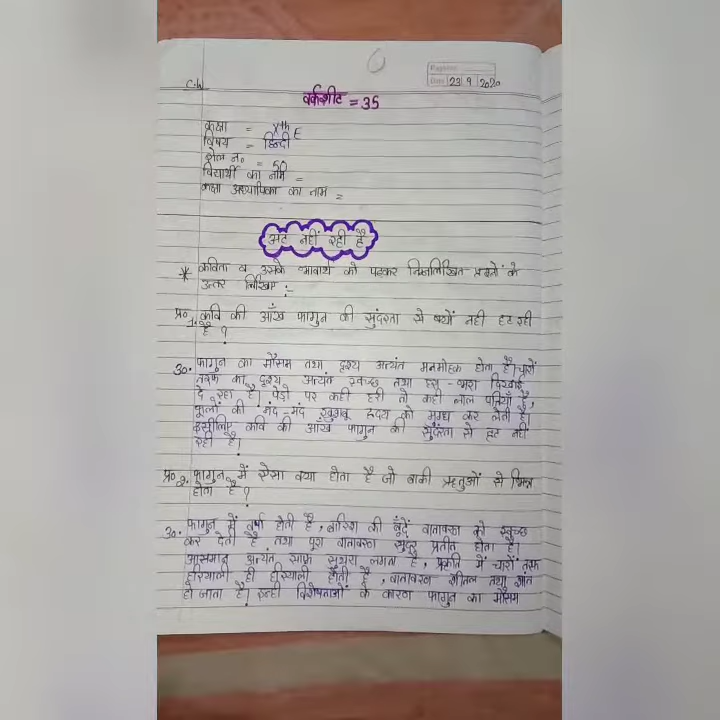 C.W
Page No.
Date 23 9 2020
वर्कशीट = 35
कक्षा = Xth E
विषय = हिन्दी
रोल न० = 50
विद्यार्थी का नाम =
कक्षा अध्यापिका का नाम =
अट नहीं रही है
* कविता व उसके भावार्थ को पढ़कर निम्नलिखित प्रश्नों के
उत्तर लिखिए :-
प्र० 1. कवि की आँख फागुन की सुंदरता से क्यों नही हट रही
है ?
उ०. फागुन का मौसम तथा दृश्य अत्यंत मनमोहक होता है। चारों
तरफ का दृश्य अत्यंत स्वच्छ तथा हरा-भरा दिखाई
दे रहा है। पेड़ों पर कही हरी तो कही लाल पत्तियाँ है,
फूलों की मंद-मंद खुशबू हृदय को मुग्ध कर लेती है।
इसीलिए कवि की आँख फागुन की सुंदरता से हट नही
रही है।
प्र० 2. फागुन में ऐसा क्या होता है जो बाकी ऋतुओं से भिन्न
होता है ?
उ०. फागुन में वर्षा होती है, बारिश की बूँदें वातावरण को स्वच्छ
कर देती है तथा पूरा वातावरण सुंदर प्रतीत होता है।
आसमान अत्यंत साफ सुथरा लगता है, प्रकृति में चारों तरफ
हरियाली ही हरियाली होती है, वातावरण शीतल तथा शांत
हो जाता है। इन्ही विशेषताओं के कारण फागुन का मौसम